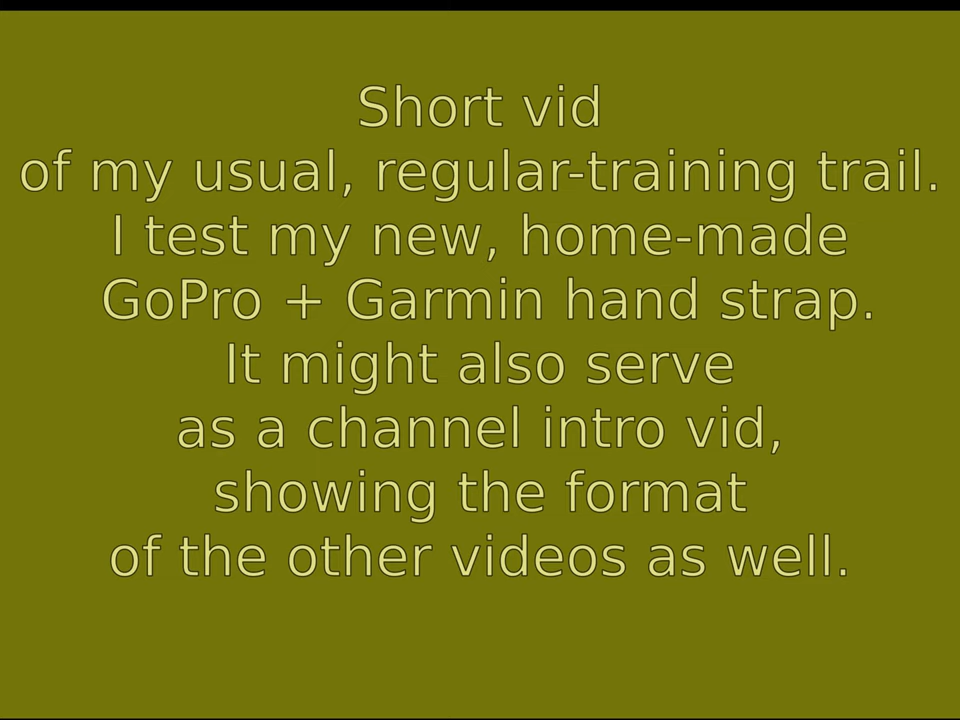 Short vid
of my usual, regular-training trail.
I test my new, home-made
GoPro + Garmin hand strap.
It might also serve
as a channel intro vid,
showing the format
of the other videos as well.